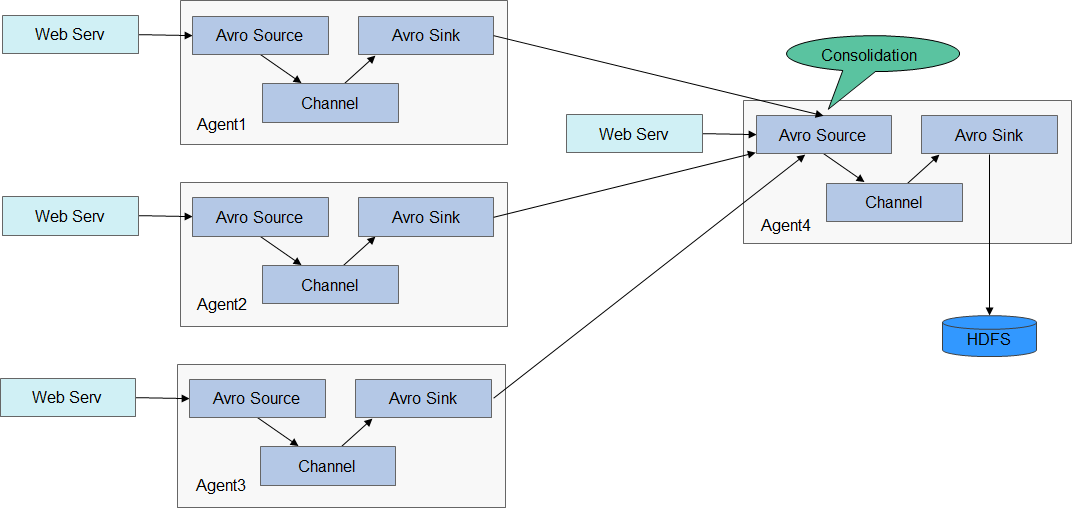 Web Serv
Avro Source
Avro Sink
Channel
Agent1
Web Serv
Avro Source
Avro Sink
Channel
Agent2
Web Serv
Avro Source
Avro Sink
Channel
Agent3
Consolidation
Web Serv
Avro Source
Avro Sink
Channel
Agent4
HDFS